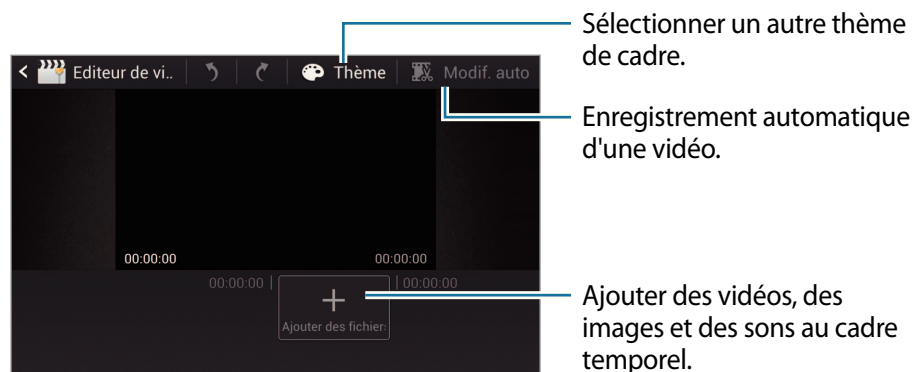 Sélectionner un autre thème
de cadre.
Editeur de vi..
Thème
Modif. auto
Enregistrement automatique
d'une vidéo.
00:00:00
00:00:00
00:00:00
00:00:00
Ajouter des fichiers
Ajouter des vidéos, des
images et des sons au cadre
temporel.